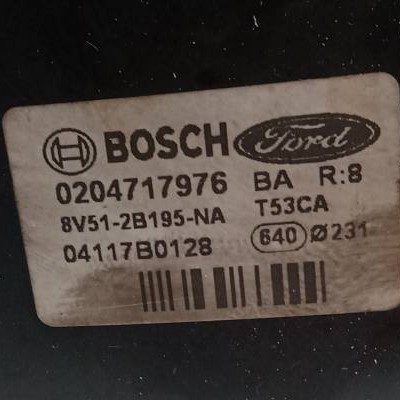 BOSCH Ford
0204717976 BA R:8
8V51-2B195-NA T53CA
04117B0128 640 Ø231